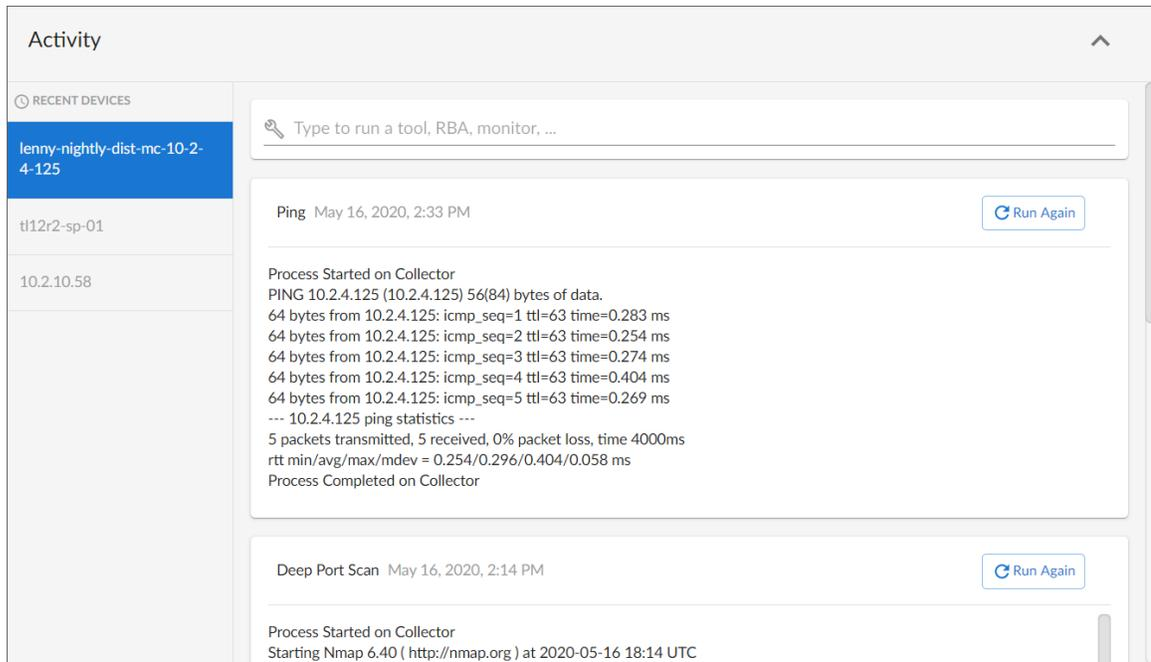 Activity
RECENT DEVICES
lenny-nightly-dist-mc-10-2-
4-125
tl12r2-sp-01
10.2.10.58
Type to run a tool, RBA, monitor, ...
Ping May 16, 2020, 2:33 PM
Run Again
Process Started on Collector
PING 10.2.4.125 (10.2.4.125) 56(84) bytes of data.
64 bytes from 10.2.4.125: icmp_seq=1 ttl=63 time=0.283 ms
64 bytes from 10.2.4.125: icmp_seq=2 ttl=63 time=0.254 ms
64 bytes from 10.2.4.125: icmp_seq=3 ttl=63 time=0.274 ms
64 bytes from 10.2.4.125: icmp_seq=4 ttl=63 time=0.404 ms
64 bytes from 10.2.4.125: icmp_seq=5 ttl=63 time=0.269 ms
--- 10.2.4.125 ping statistics ---
5 packets transmitted, 5 received, 0% packet loss, time 4000ms
rtt min/avg/max/mdev = 0.254/0.296/0.404/0.058 ms
Process Completed on Collector
Deep Port Scan May 16, 2020, 2:14 PM
Run Again
Process Started on Collector
Starting Nmap 6.40 ( http://nmap.org ) at 2020-05-16 18:14 UTC